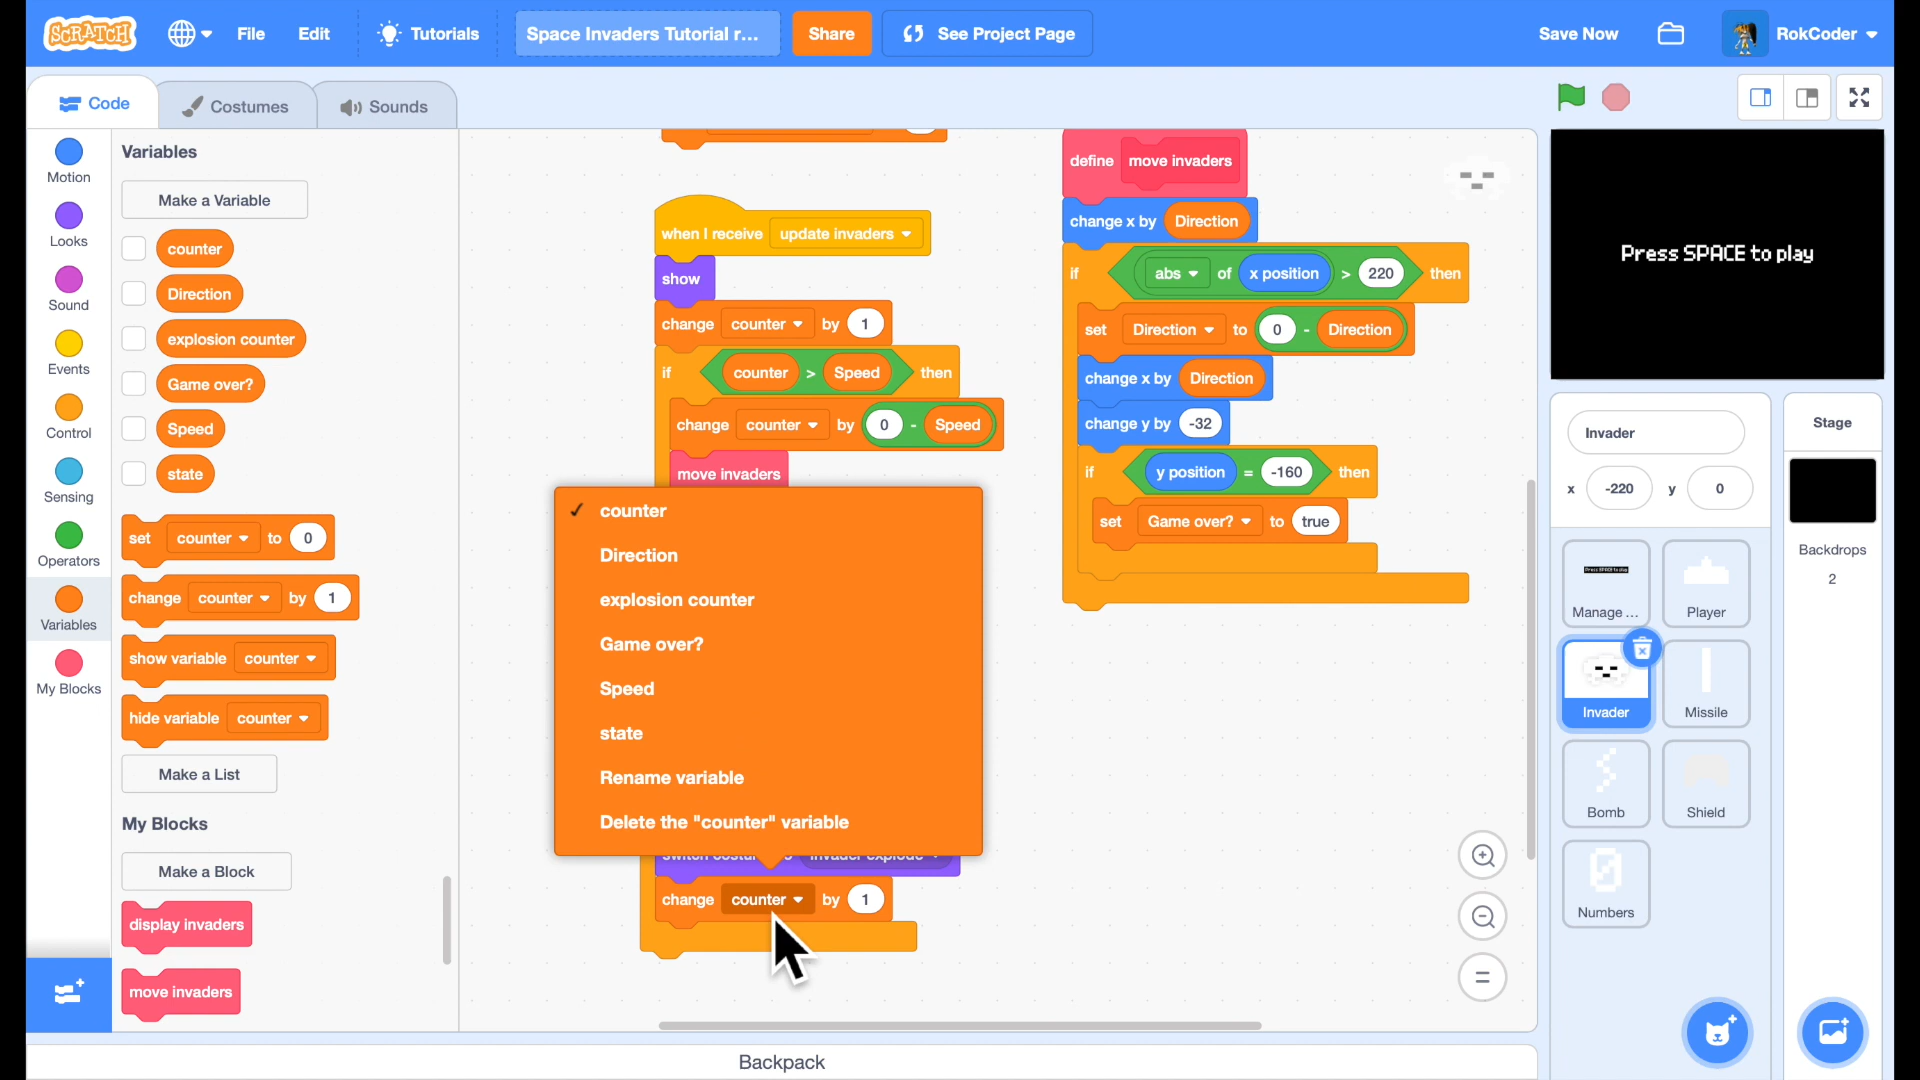 SCRATCH
File
Edit
Tutorials
Space Invaders Tutorial r...
Share
See Project Page
Save Now
RokCoder
Code
Costumes
Sounds
Motion
Looks
Sound
Events
Control
Sensing
Operators
Variables
My Blocks
Variables
Make a Variable
counter
Direction
explosion counter
Game over?
Speed
state
set counter to 0
change counter by 1
show variable counter
hide variable counter
Make a List
My Blocks
Make a Block
display invaders
move invaders
when I receive update invaders
show
change counter by 1
if counter > Speed then
change counter by 0 - Speed
move invaders
✓ counter
Direction
explosion counter
Game over?
Speed
state
Rename variable
Delete the "counter" variable
change counter by 1
define move invaders
change x by Direction
if abs of x position > 220 then
set Direction to 0 - Direction
change x by Direction
change y by -32
if y position = -160 then
set Game over? to true
Press SPACE to play
Invader
x -220 y 0
Stage
Backdrops
2
Press SPACE to play
Manage ...
Player
Invader
Missile
Bomb
Shield
Numbers
Backpack